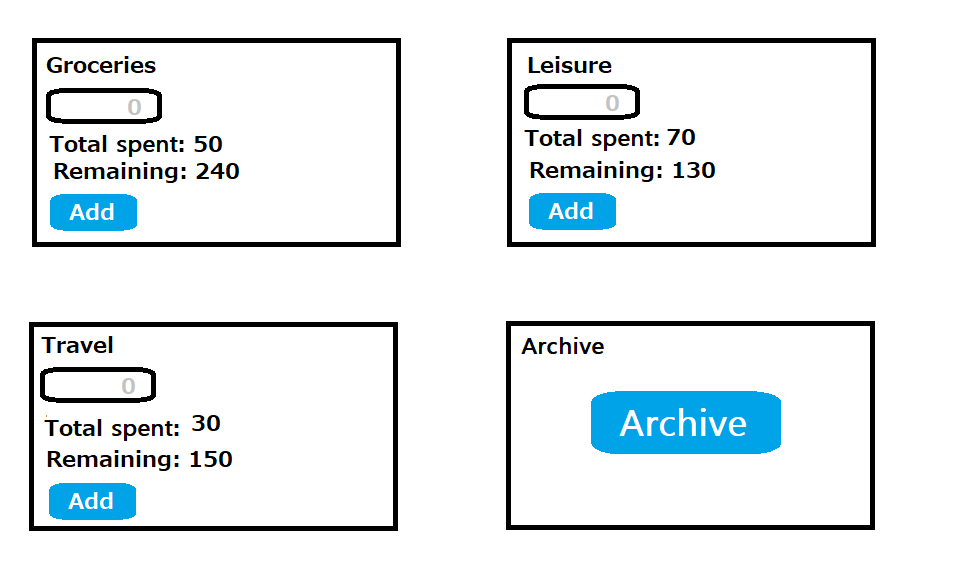 Groceries
0
Total spent: 50
Remaining: 240
Add
Leisure
0
Total spent: 70
Remaining: 130
Add
Travel
0
Total spent: 30
Remaining: 150
Add
Archive
Archive